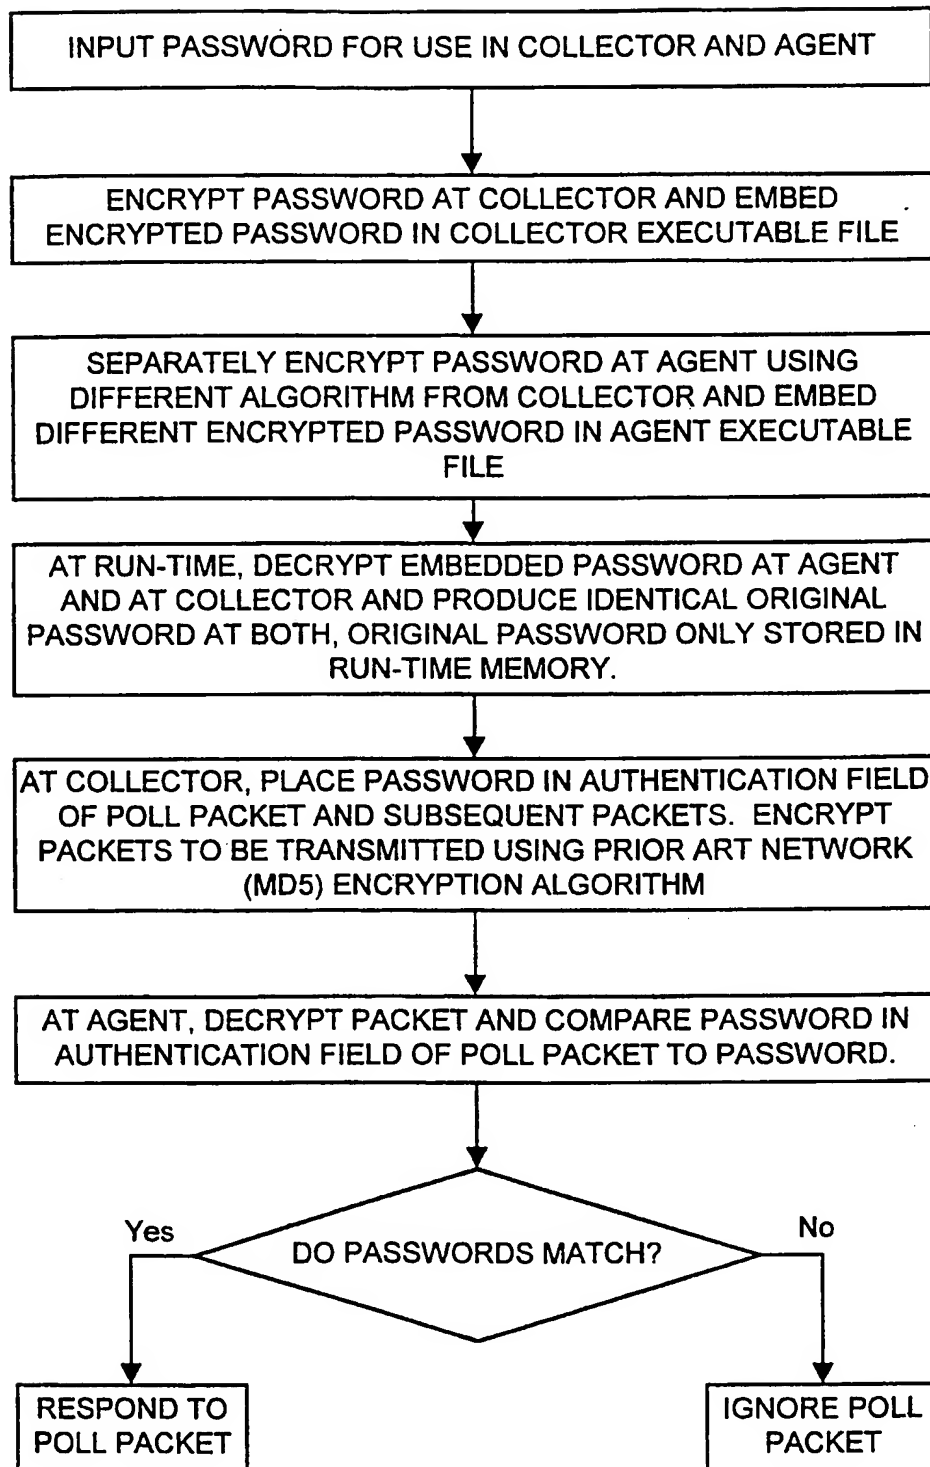 INPUT PASSWORD FOR USE IN COLLECTOR AND AGENT
ENCRYPT PASSWORD AT COLLECTOR AND EMBED
ENCRYPTED PASSWORD IN COLLECTOR EXECUTABLE FILE
SEPARATELY ENCRYPT PASSWORD AT AGENT USING
DIFFERENT ALGORITHM FROM COLLECTOR AND EMBED
DIFFERENT ENCRYPTED PASSWORD IN AGENT EXECUTABLE
FILE
AT RUN-TIME, DECRYPT EMBEDDED PASSWORD AT AGENT
AND AT COLLECTOR AND PRODUCE IDENTICAL ORIGINAL
PASSWORD AT BOTH, ORIGINAL PASSWORD ONLY STORED IN
RUN-TIME MEMORY.
AT COLLECTOR, PLACE PASSWORD IN AUTHENTICATION FIELD
OF POLL PACKET AND SUBSEQUENT PACKETS. ENCRYPT
PACKETS TO BE TRANSMITTED USING PRIOR ART NETWORK
(MD5) ENCRYPTION ALGORITHM
AT AGENT, DECRYPT PACKET AND COMPARE PASSWORD IN
AUTHENTICATION FIELD OF POLL PACKET TO PASSWORD.
Yes
No
DO PASSWORDS MATCH?
RESPOND TO
POLL PACKET
IGNORE POLL
PACKET